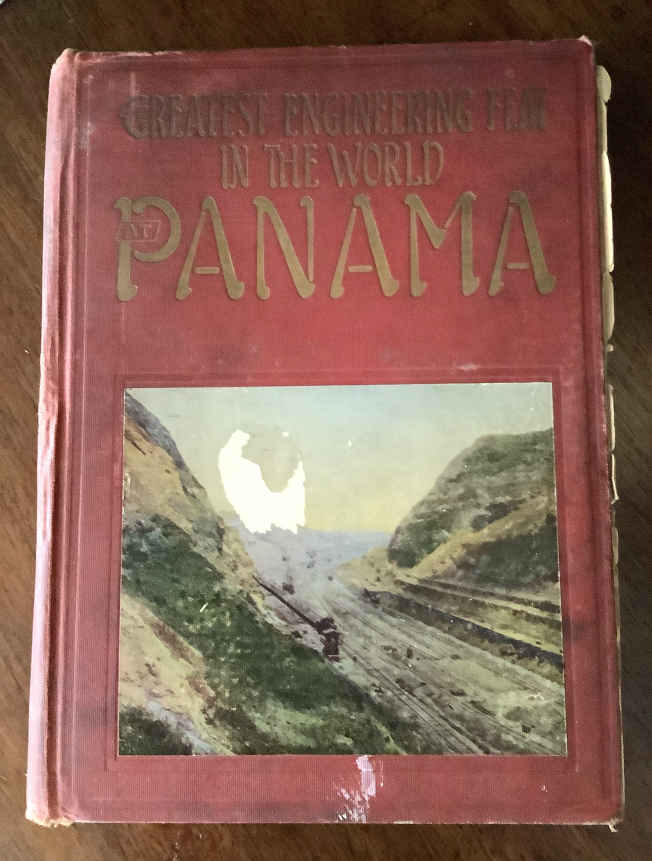 GREATEST ENGINEERING FEAT
IN THE WORLD
AT PANAMA